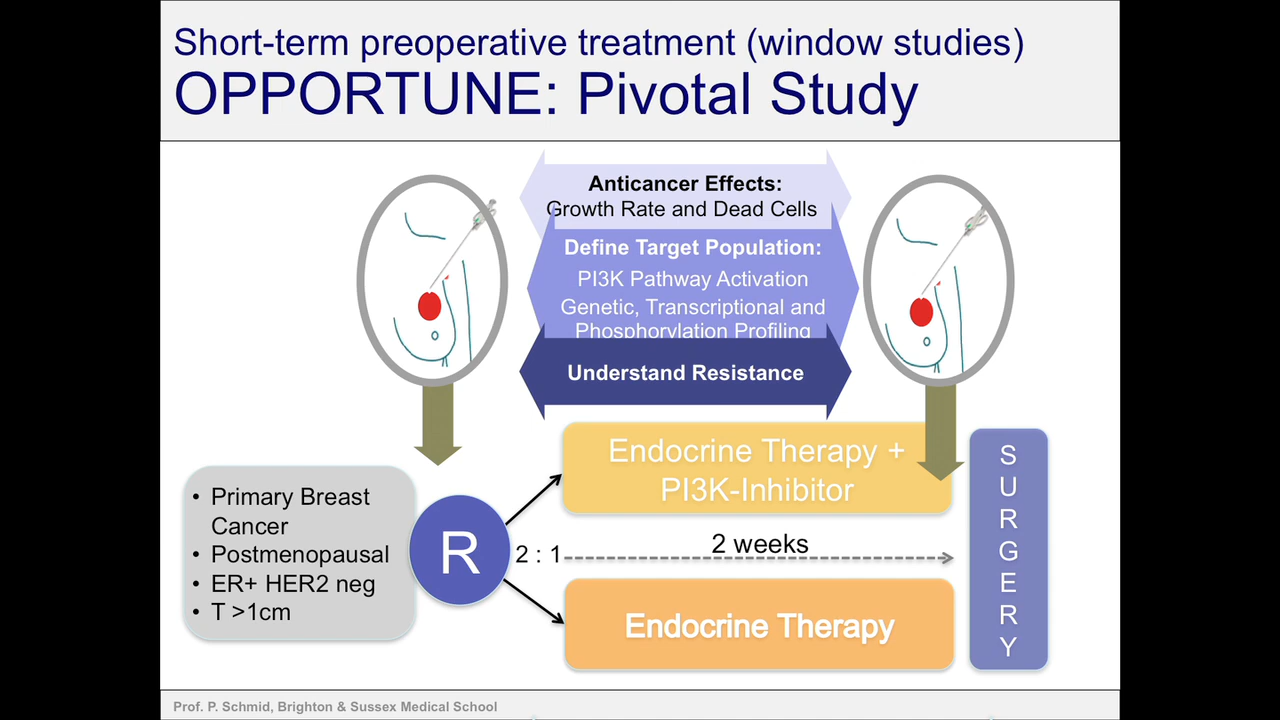 Short-term preoperative treatment (window studies)
OPPORTUNE: Pivotal Study
Anticancer Effects:
Growth Rate and Dead Cells
Define Target Population:
PI3K Pathway Activation
Genetic, Transcriptional and
Phosphorylation Profiling
Understand Resistance
Endocrine Therapy +
PI3K-Inhibitor
• Primary Breast
Cancer
• Postmenopausal
• ER+ HER2 neg
• T >1cm
R
2 : 1
2 weeks
Endocrine Therapy
S
U
R
G
E
R
Y
Prof. P. Schmid, Brighton & Sussex Medical School